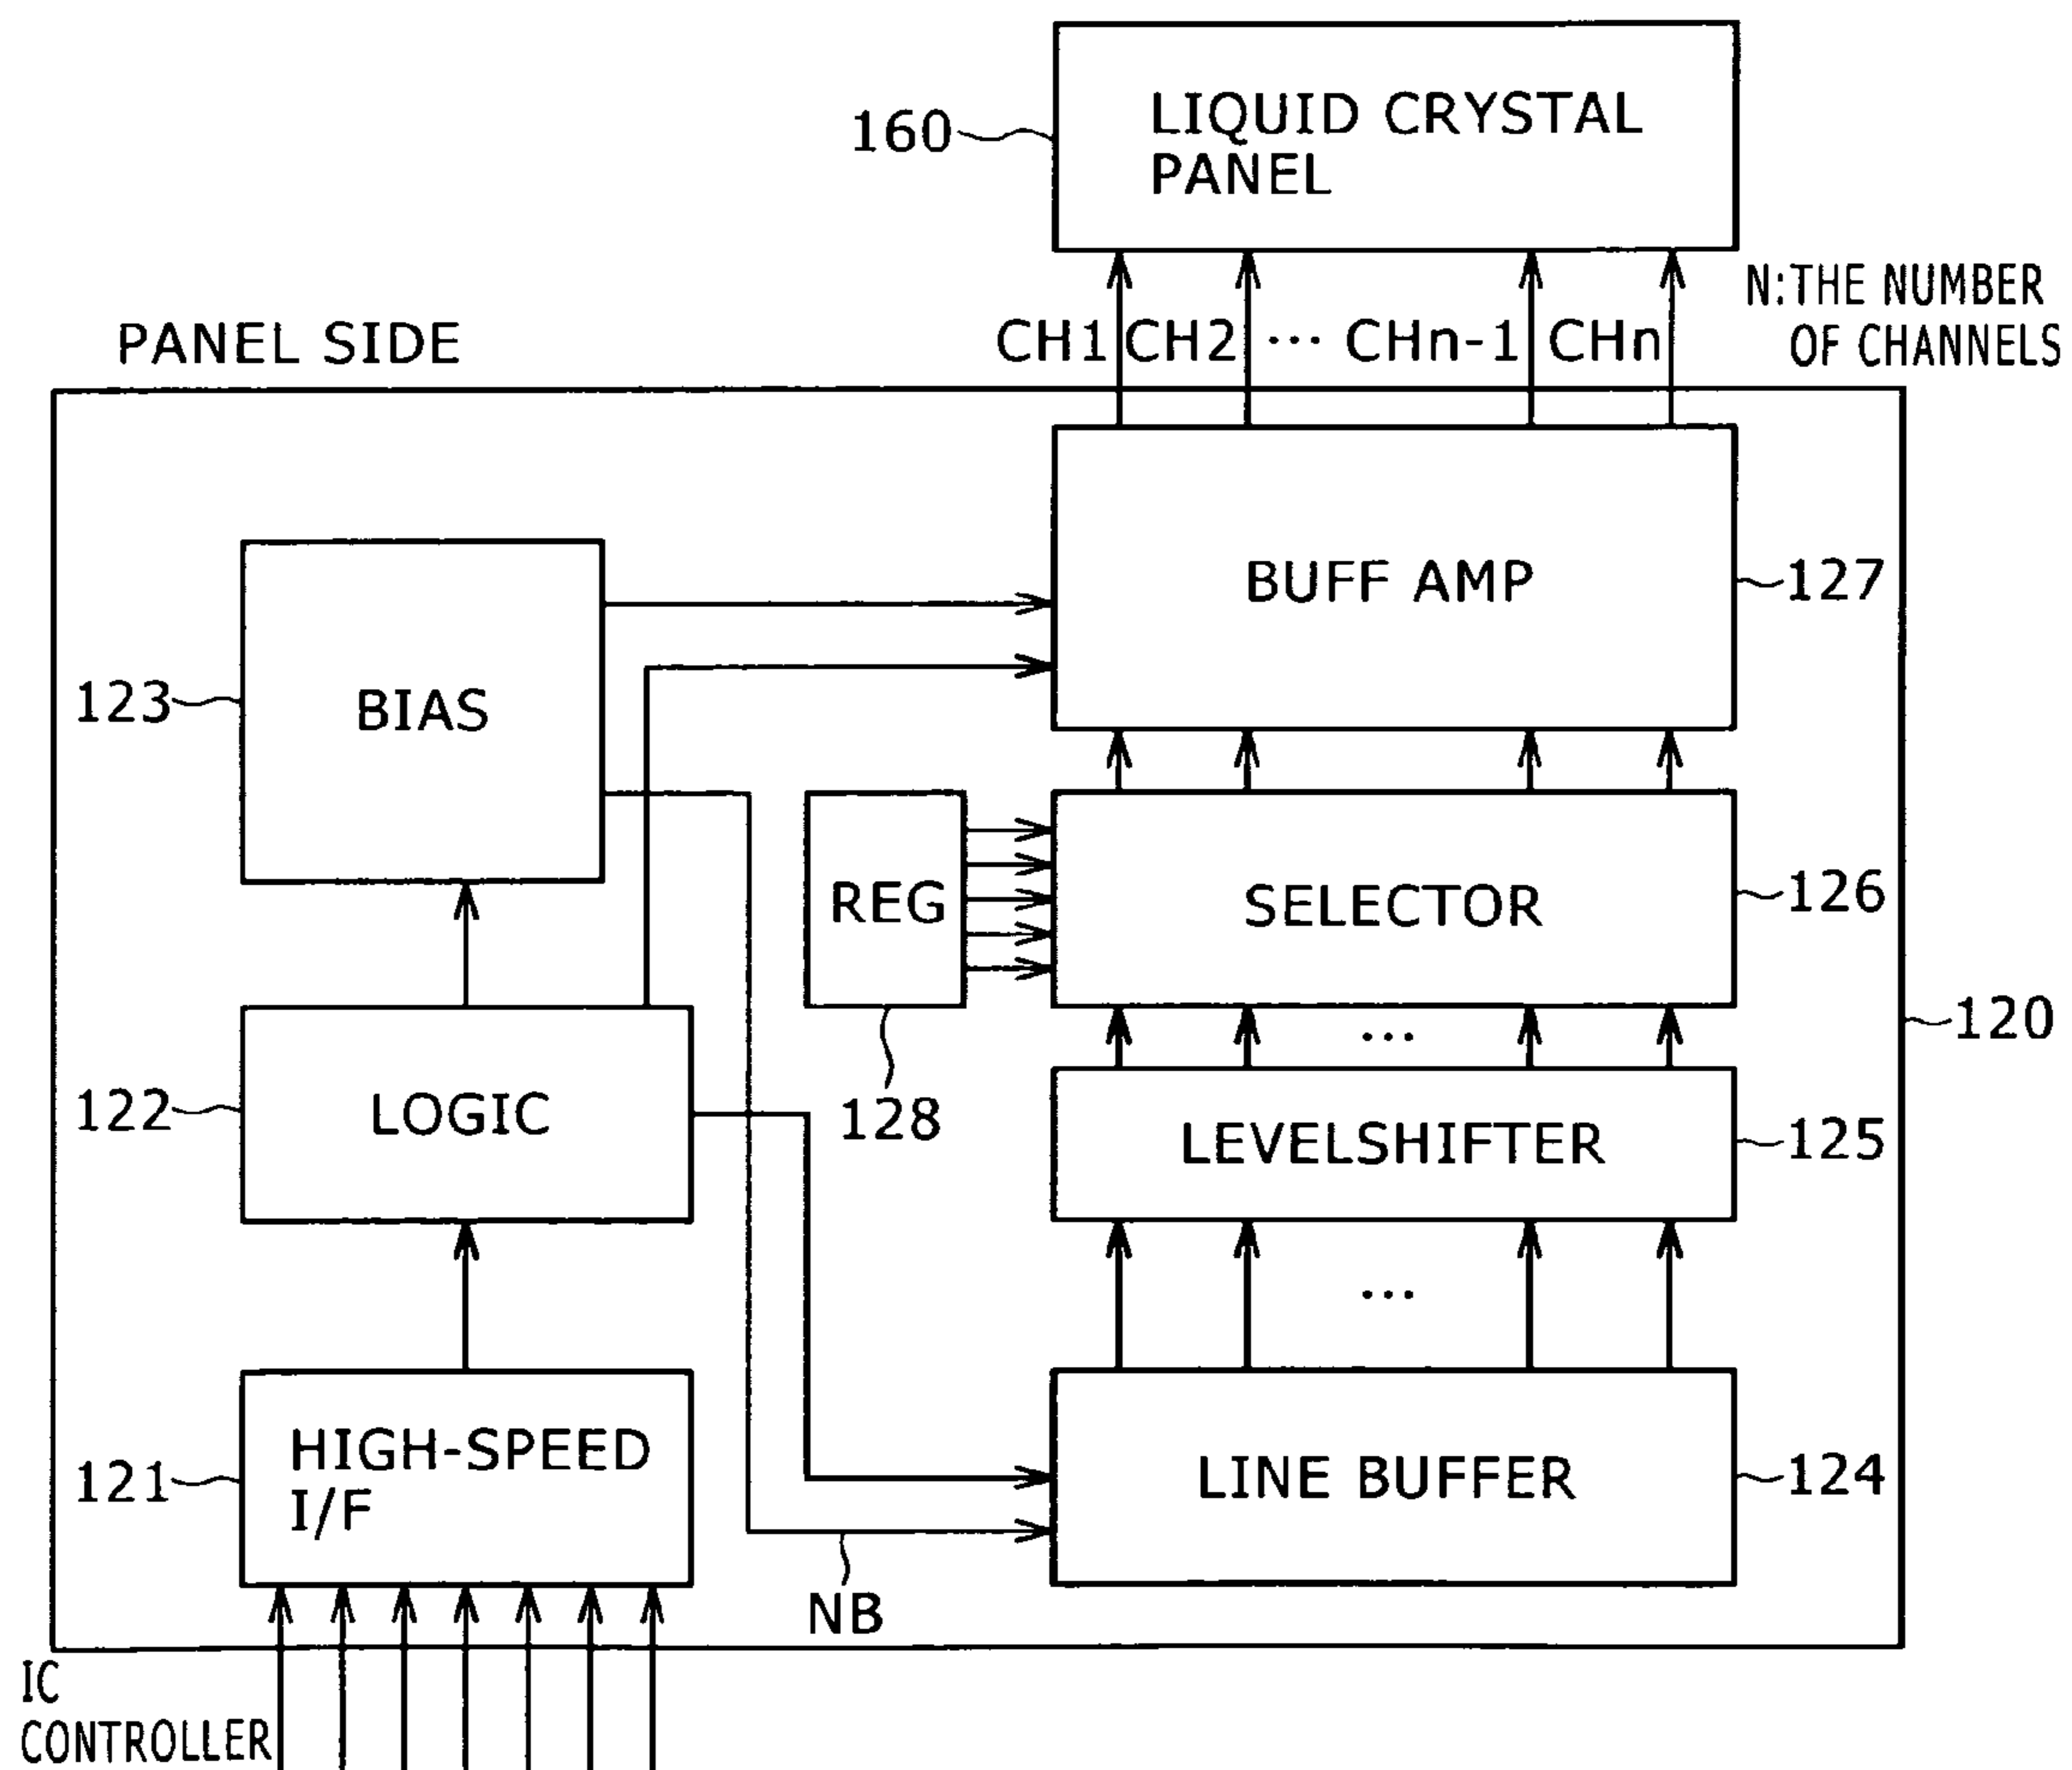 LIQUID CRYSTAL
PANEL
160
N:THE NUMBER
OF CHANNELS
PANEL SIDE
CH1 CH2 ... CHn-1 CHn
BUFF AMP
127
123
BIAS
REG
SELECTOR
126
120
122
LOGIC
128
...
LEVELSHIFTER
125
...
121
HIGH-SPEED
I/F
LINE BUFFER
124
NB
IC
CONTROLLER